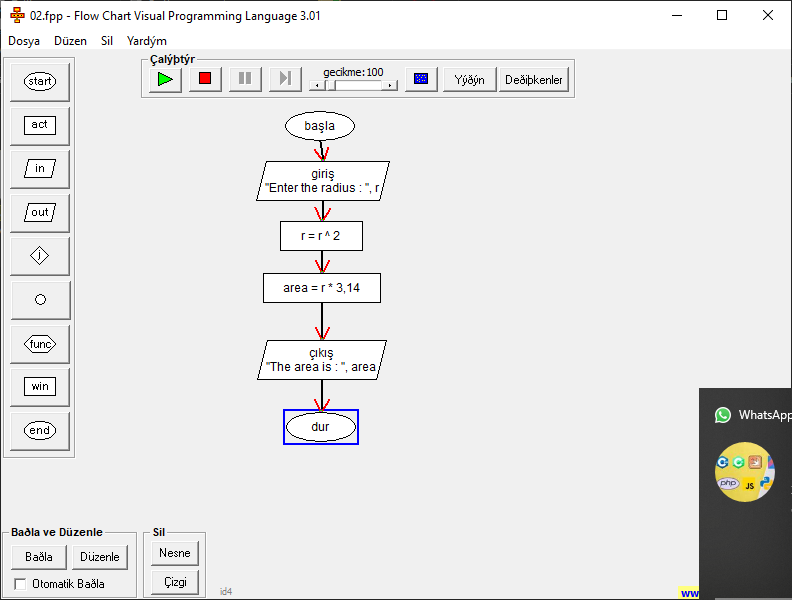 02.fpp - Flow Chart Visual Programming Language 3.01
Dosya Düzen Sil Yardým
Çalýþtýr
gecikme:100
Yýðýn
Deðiþkenler
start
act
in
out
j
func
win
end
başla
giriş
"Enter the radius : ", r
r = r ^ 2
area = r * 3,14
çıkış
"The area is : ", area
dur
WhatsApp
php
JS
Baðla ve Düzenle
Baðla Düzenle
Otomatik Baðla
Sil
Nesne
Çizgi
id4
ww